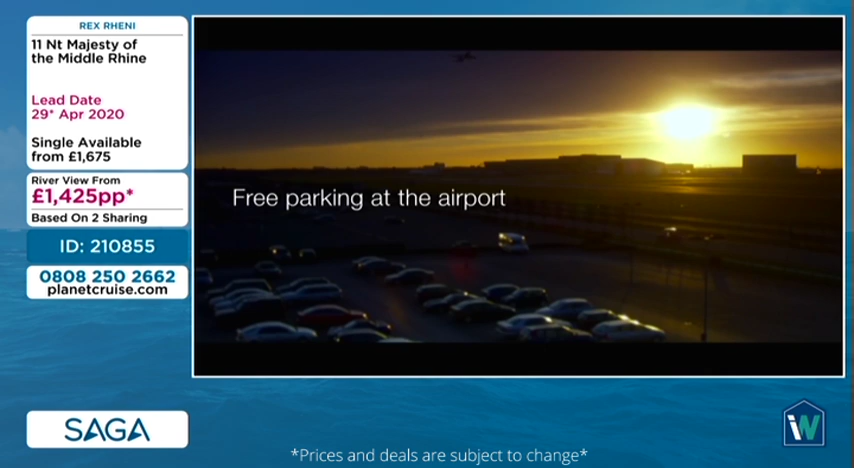 REX RHENI
11 Nt Majesty of
the Middle Rhine
Lead Date
29* Apr 2020
Single Available
from £1,675
River View From
£1,425pp*
Based On 2 Sharing
ID: 210855
0808 250 2662
planetcruise.com
Free parking at the airport
SAGA
iW
*Prices and deals are subject to change*